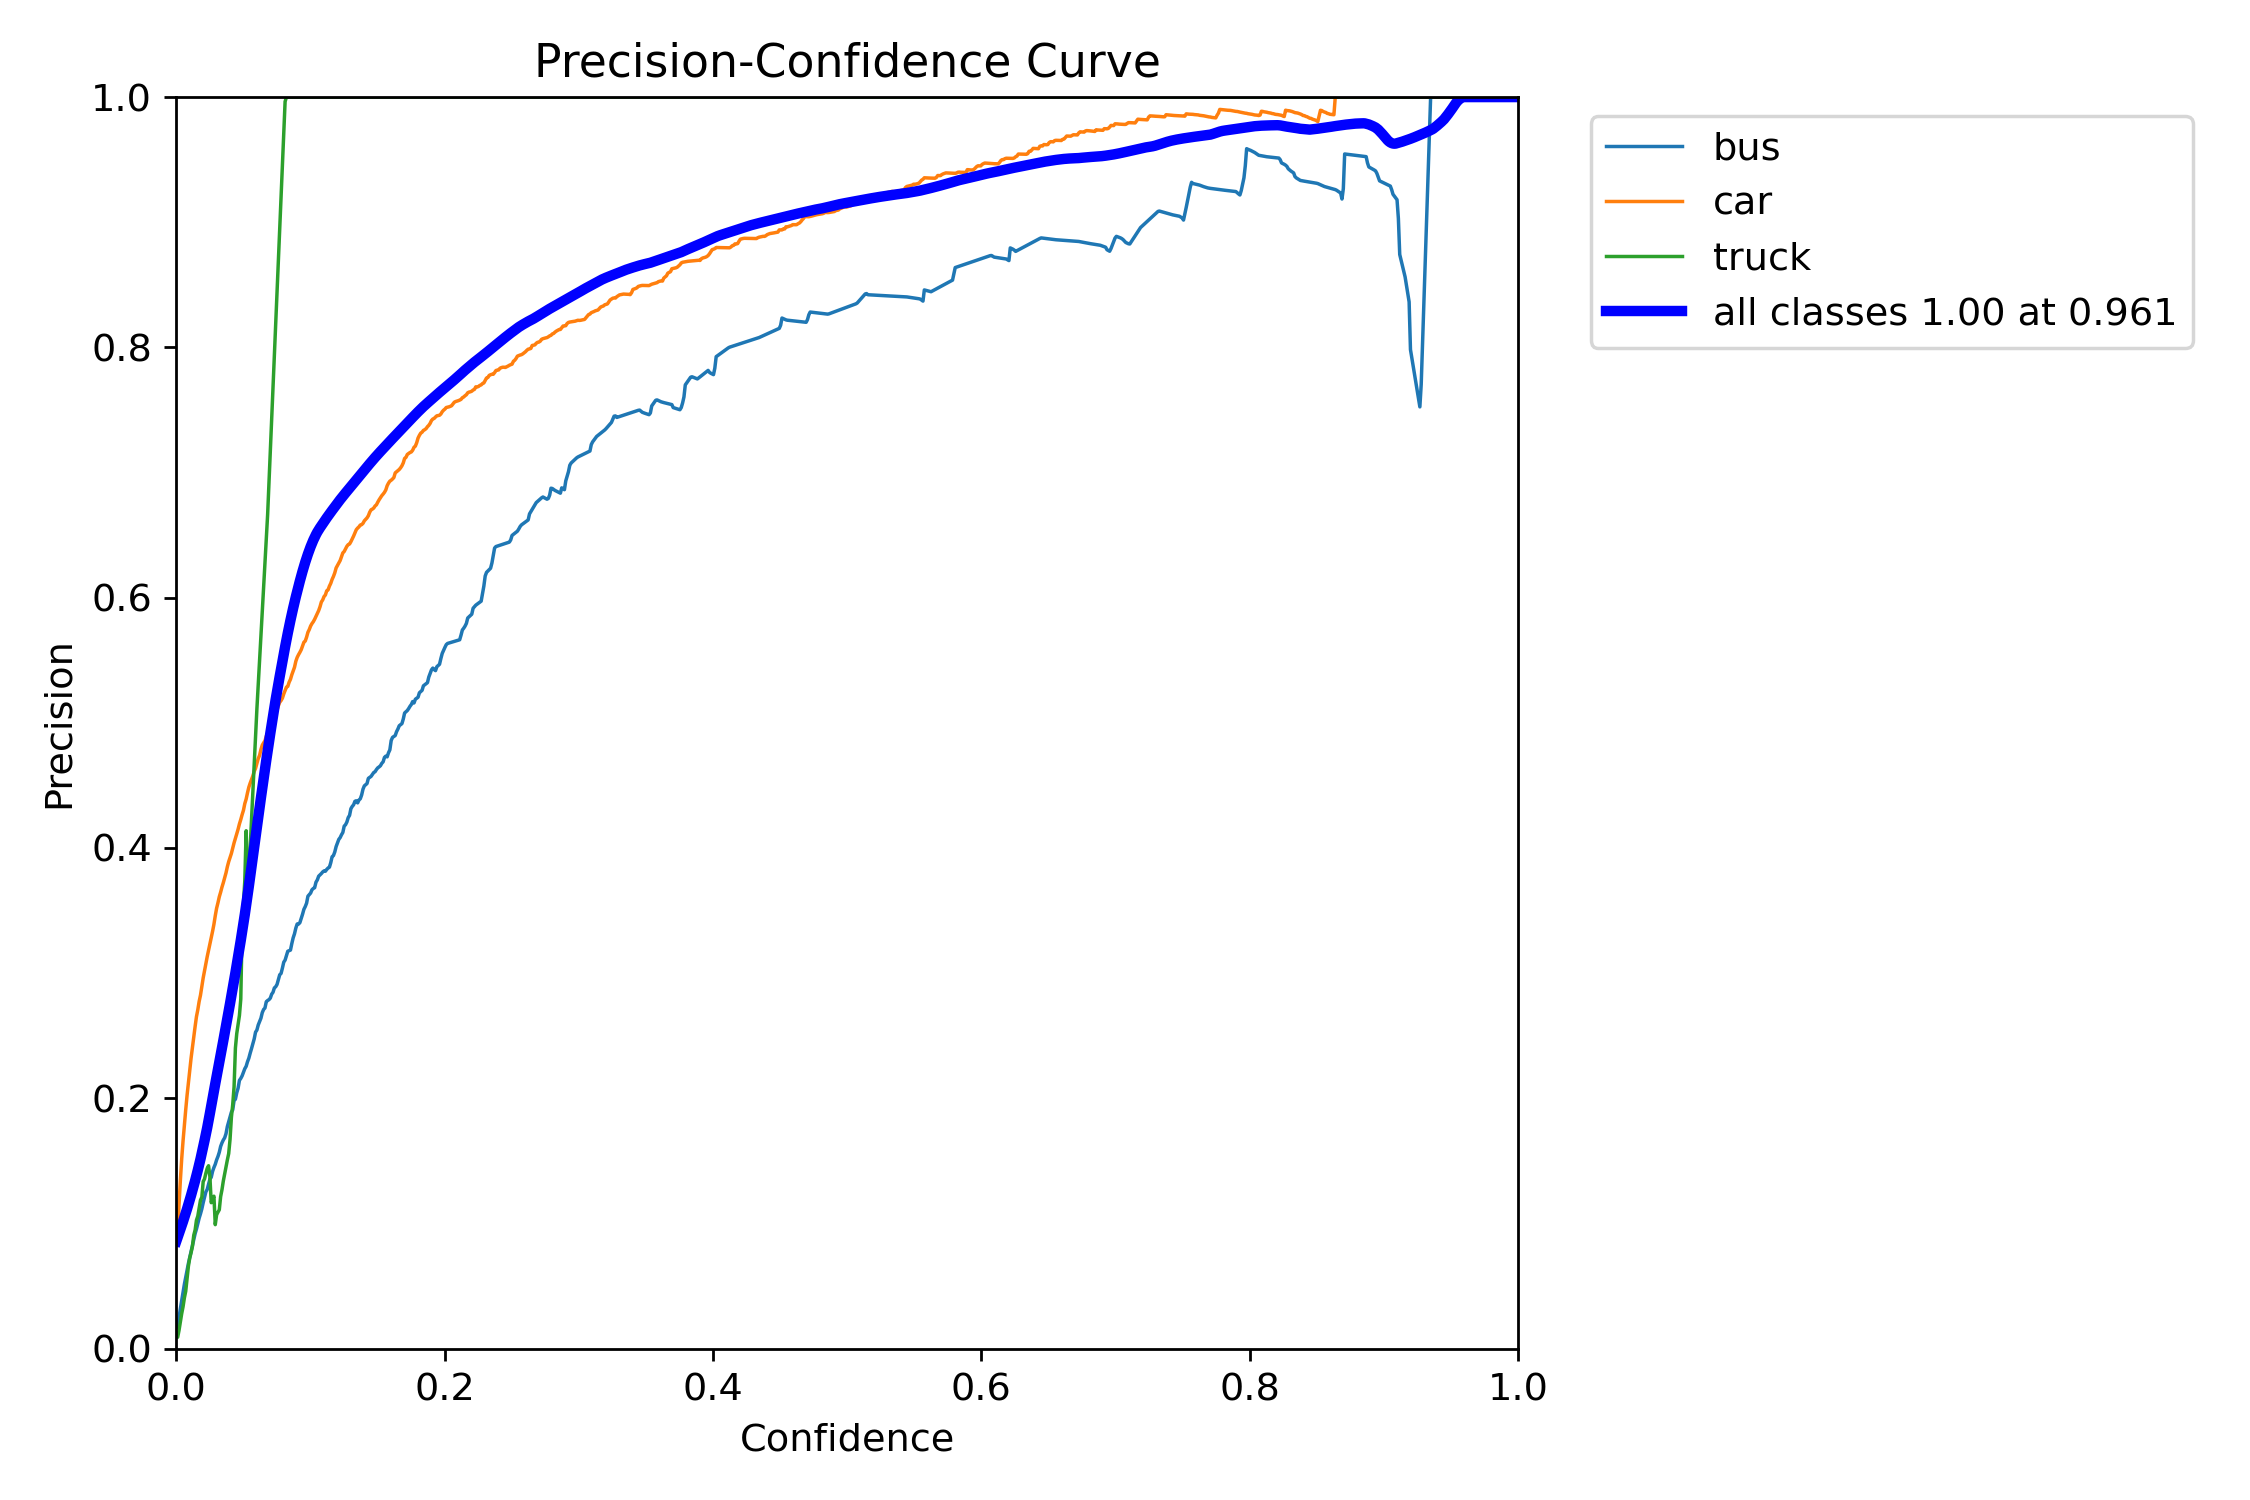 Precision-Confidence Curve
1.0
0.8
0.6
0.4
0.2
0.0
Precision
0.0 0.2 0.4 0.6 0.8 1.0
Confidence
bus
car
truck
all classes 1.00 at 0.961